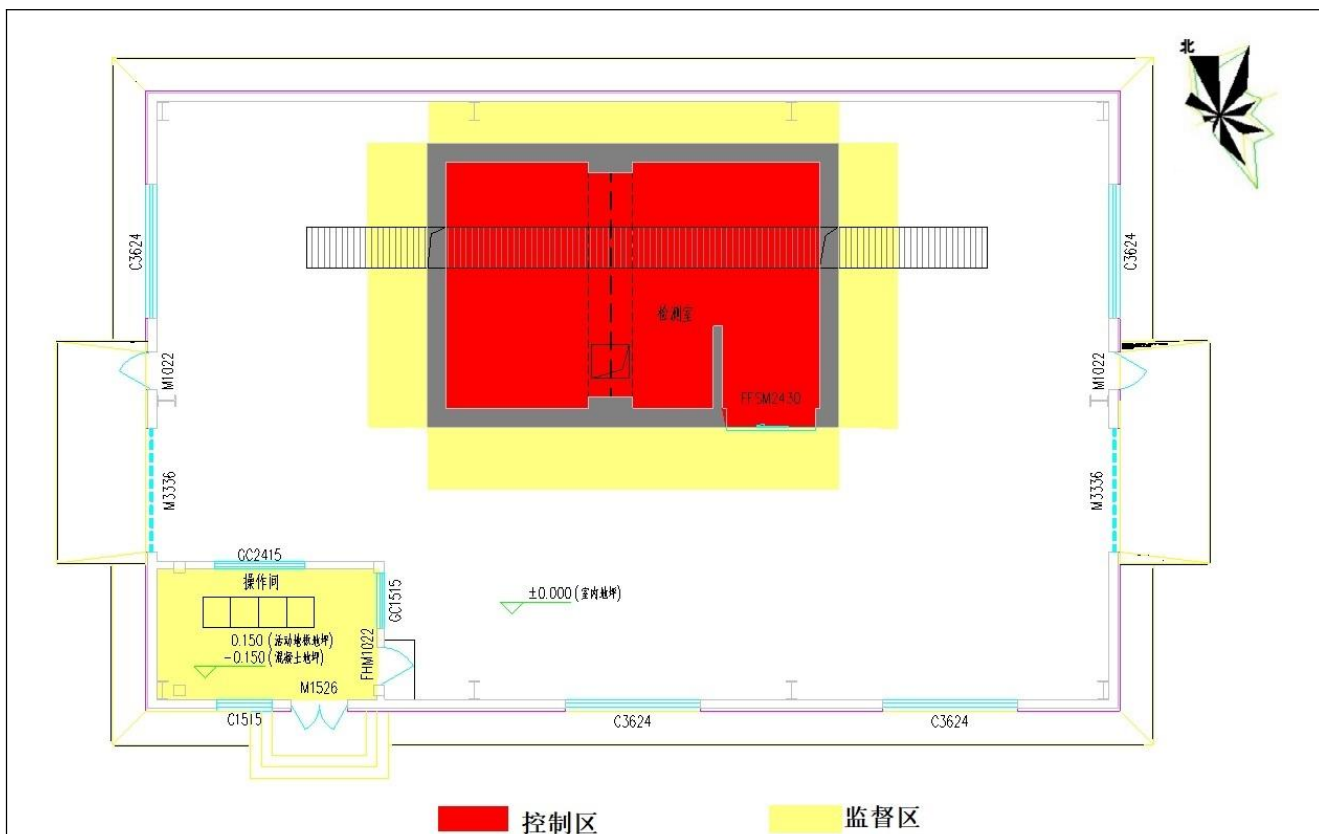 北
C3624
C3624
检测室
M1022
M1022
FFSM2430
M3336
M3336
GC2415
操作间
GC1515
±0.000(室内地坪)
0.150(活动地板地坪)
-0.150(混凝土地坪)
FHM1022
M1526
C1515
C3624
C3624
控制区
监督区